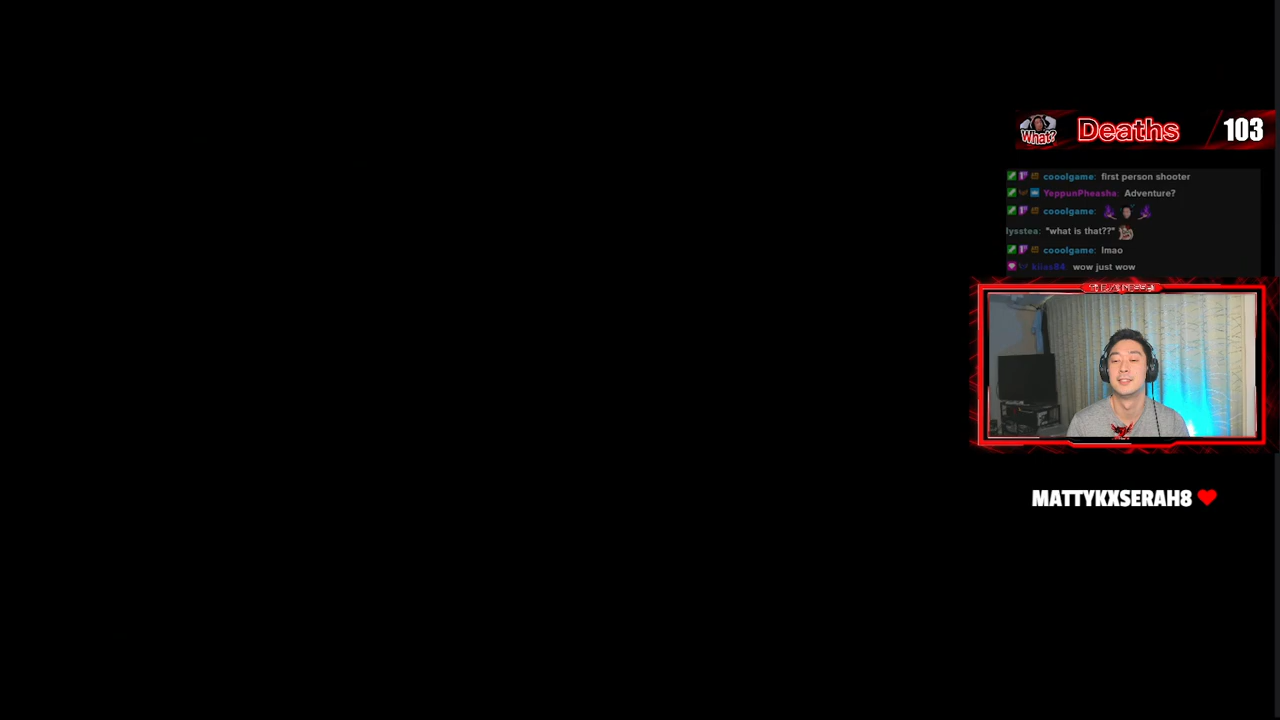 What?
Deaths
103
cooolgame: first person shooter
YeppunPheasha: Adventure?
cooolgame:
lysstea: "what is that??"
cooolgame: lmao
kiias84 wow just wow
MATTYKXSERAH8